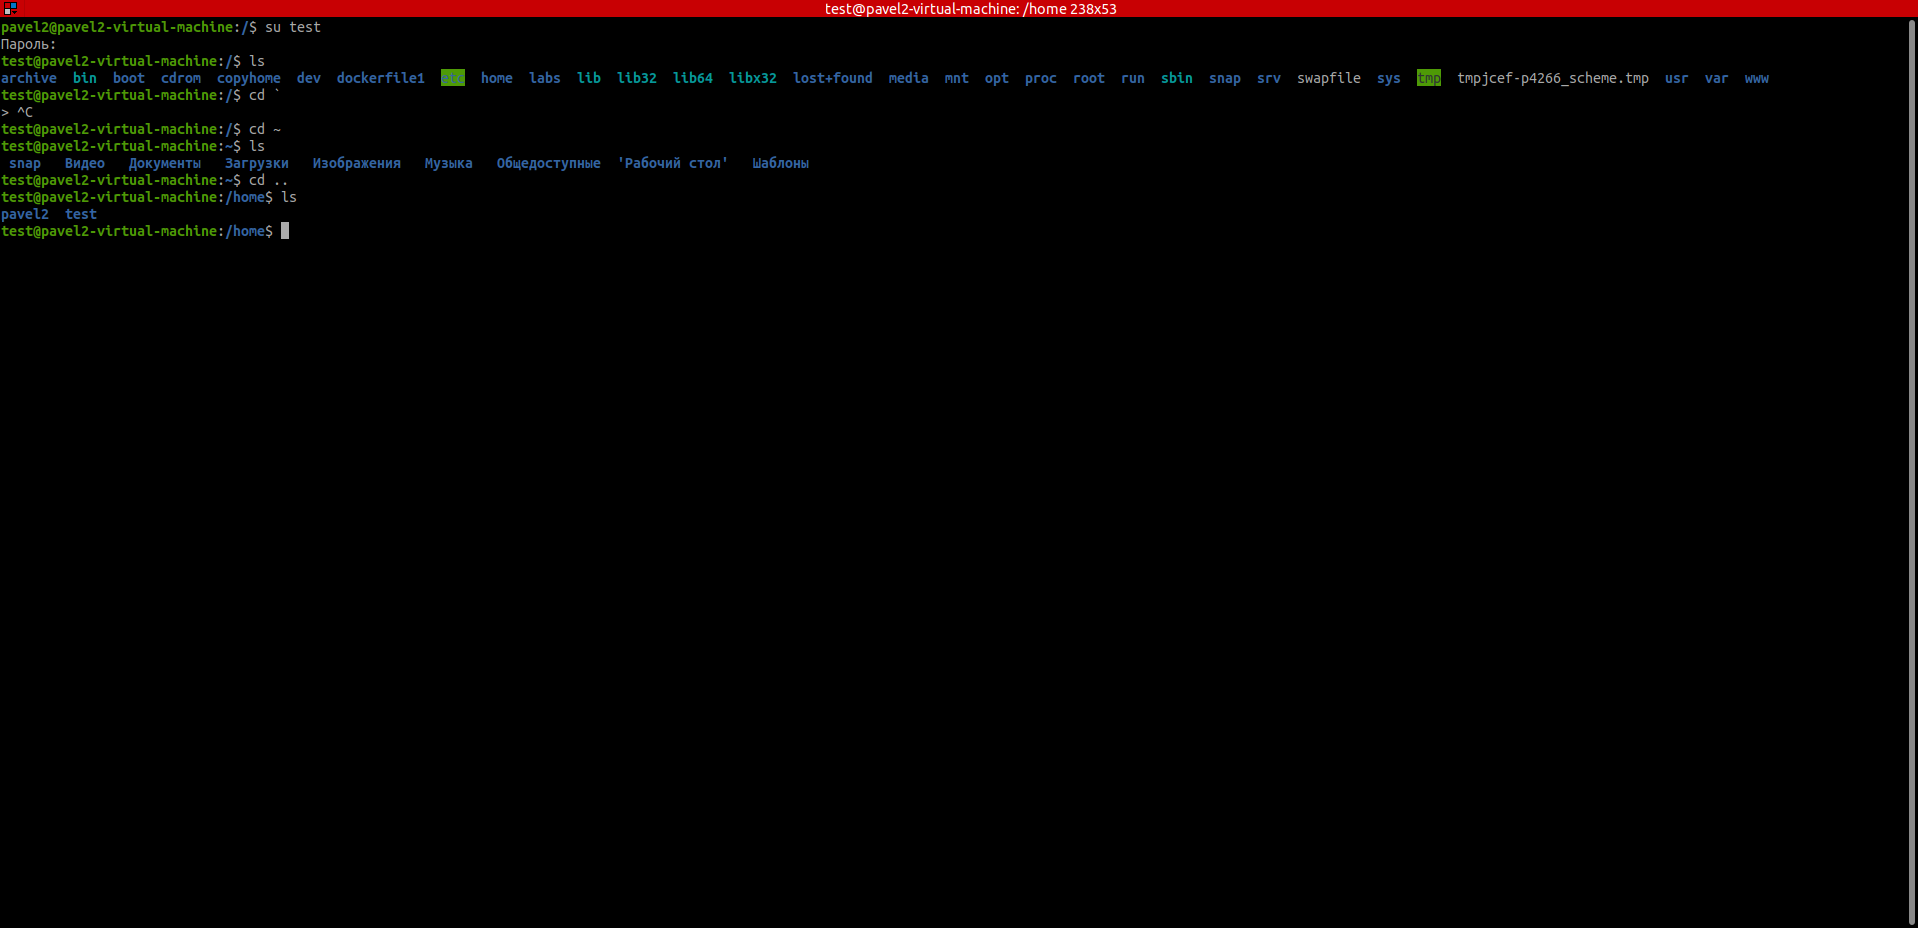 test@pavel2-virtual-machine: /home 238x53
pavel2@pavel2-virtual-machine:/$ su test
Пароль:
test@pavel2-virtual-machine:/$ ls
archive  bin  boot  cdrom  copyhome  dev  dockerfile1  etc  home  labs  lib  lib32  lib64  libx32  lost+found  media  mnt  opt  proc  root  run  sbin  snap  srv  swapfile  sys  tmp  tmpjcef-p4266_scheme.tmp  usr  var  www
test@pavel2-virtual-machine:/$ cd `
> ^C
test@pavel2-virtual-machine:/$ cd ~
test@pavel2-virtual-machine:~$ ls
snap   Видео   Документы   Загрузки   Изображения   Музыка   Общедоступные  'Рабочий стол'   Шаблоны
test@pavel2-virtual-machine:~$ cd ..
test@pavel2-virtual-machine:/home$ ls
pavel2  test
test@pavel2-virtual-machine:/home$